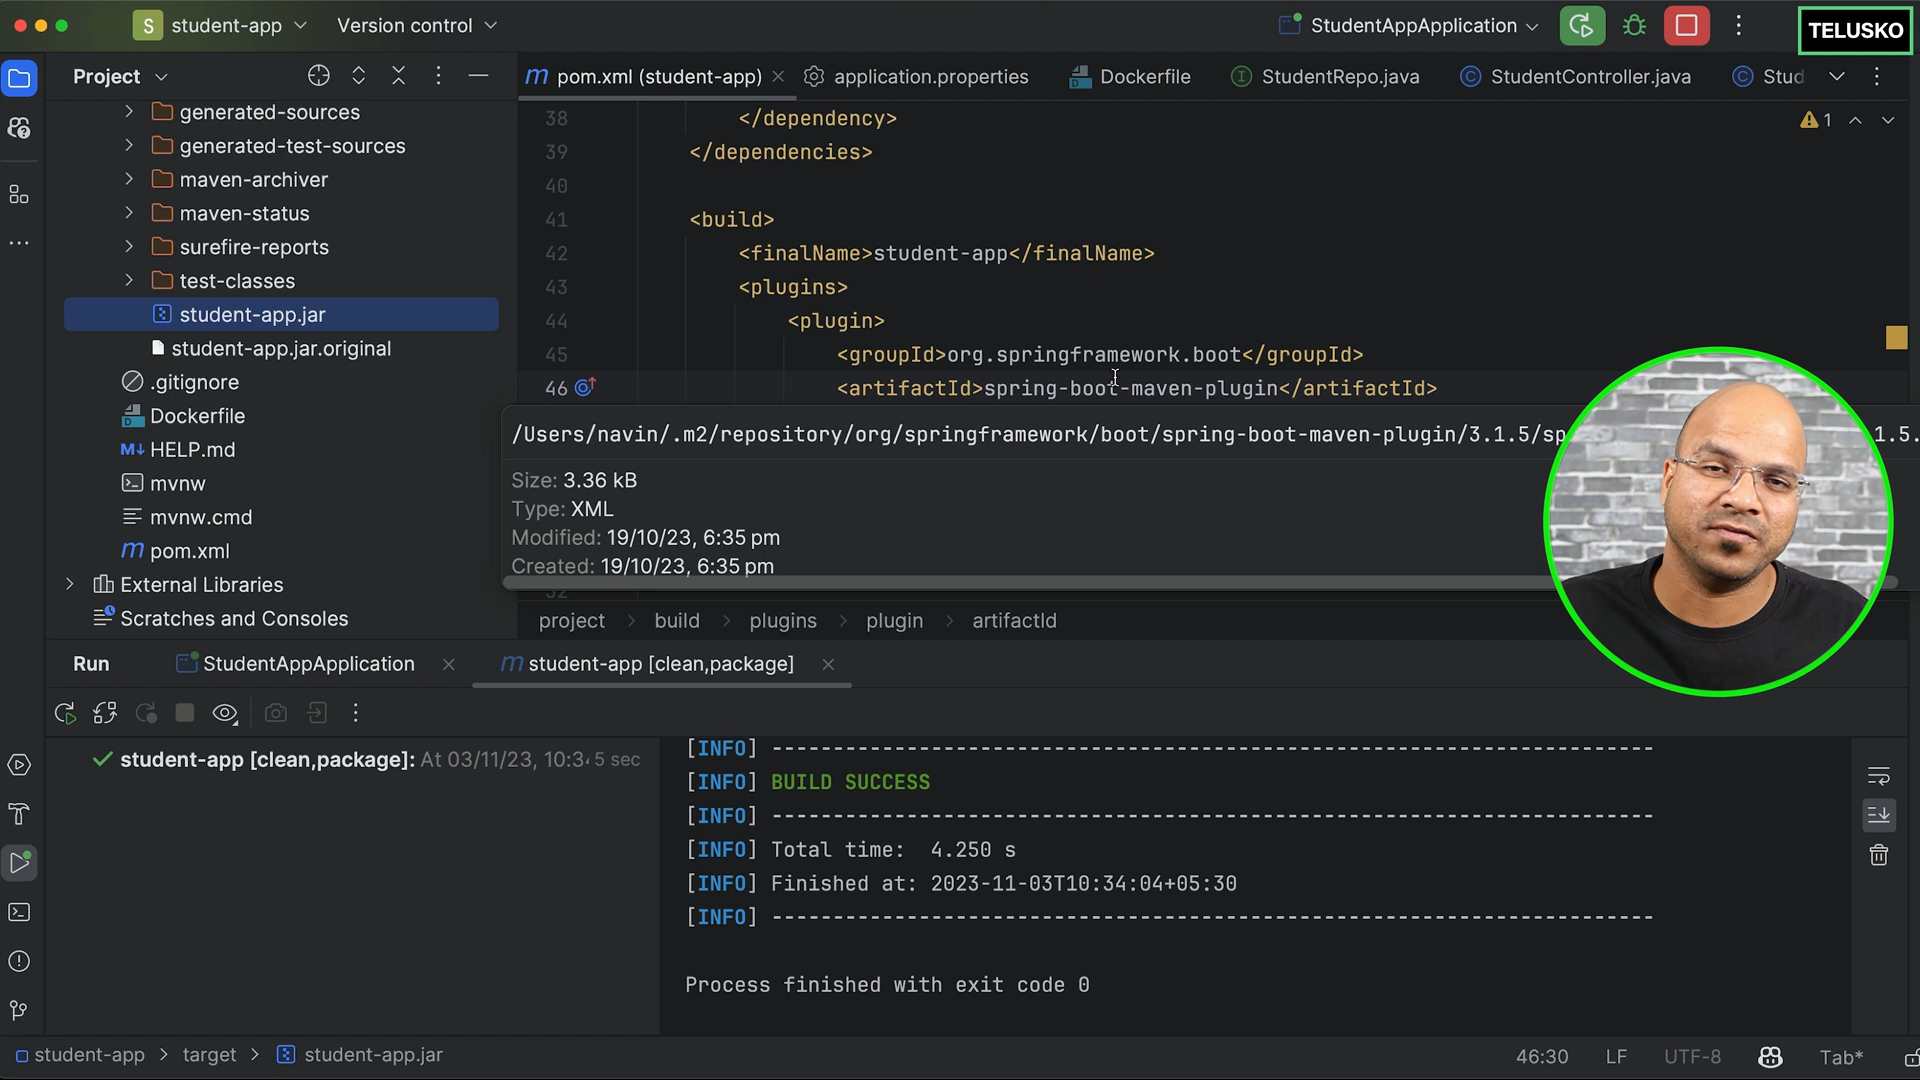 S student-app
Version control
StudentAppApplication
TELUSKO
Project
m pom.xml (student-app)
application.properties
Dockerfile
StudentRepo.java
StudentController.java
Stud
generated-sources
generated-test-sources
maven-archiver
maven-status
surefire-reports
test-classes
student-app.jar
student-app.jar.original
.gitignore
Dockerfile
M↓ HELP.md
mvnw
mvnw.cmd
m pom.xml
External Libraries
Scratches and Consoles
1
38 </dependency>
39 </dependencies>
40
41 <build>
42 <finalName>student-app</finalName>
43 <plugins>
44 <plugin>
45 <groupId>org.springframework.boot</groupId>
46 <artifactId>spring-boot-maven-plugin</artifactId>
/Users/navin/.m2/repository/org/springframework/boot/spring-boot-maven-plugin/3.1.5/sp 1.5.
Size: 3.36 kB
Type: XML
Modified: 19/10/23, 6:35 pm
Created: 19/10/23, 6:35 pm
project > build > plugins > plugin > artifactId
Run
StudentAppApplication
m student-app [clean,package]
student-app [clean,package]: At 03/11/23, 10:34 5 sec
[INFO] ------------------------------------------------------------------------
[INFO] BUILD SUCCESS
[INFO] ------------------------------------------------------------------------
[INFO] Total time:  4.250 s
[INFO] Finished at: 2023-11-03T10:34:04+05:30
[INFO] ------------------------------------------------------------------------
Process finished with exit code 0
student-app > target > student-app.jar
46:30
LF
UTF-8
Tab*